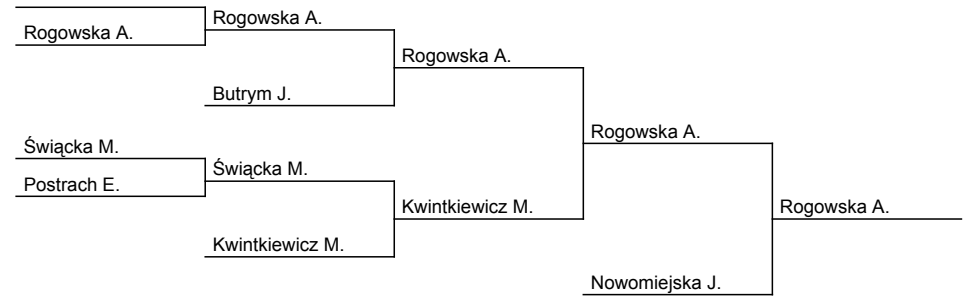 Rogowska A.
Rogowska A.
Rogowska A.
Butrym J.
Rogowska A.
Świącka M.
Świącka M.
Postrach E.
Kwintkiewicz M.
Rogowska A.
Kwintkiewicz M.
Nowomiejska J.